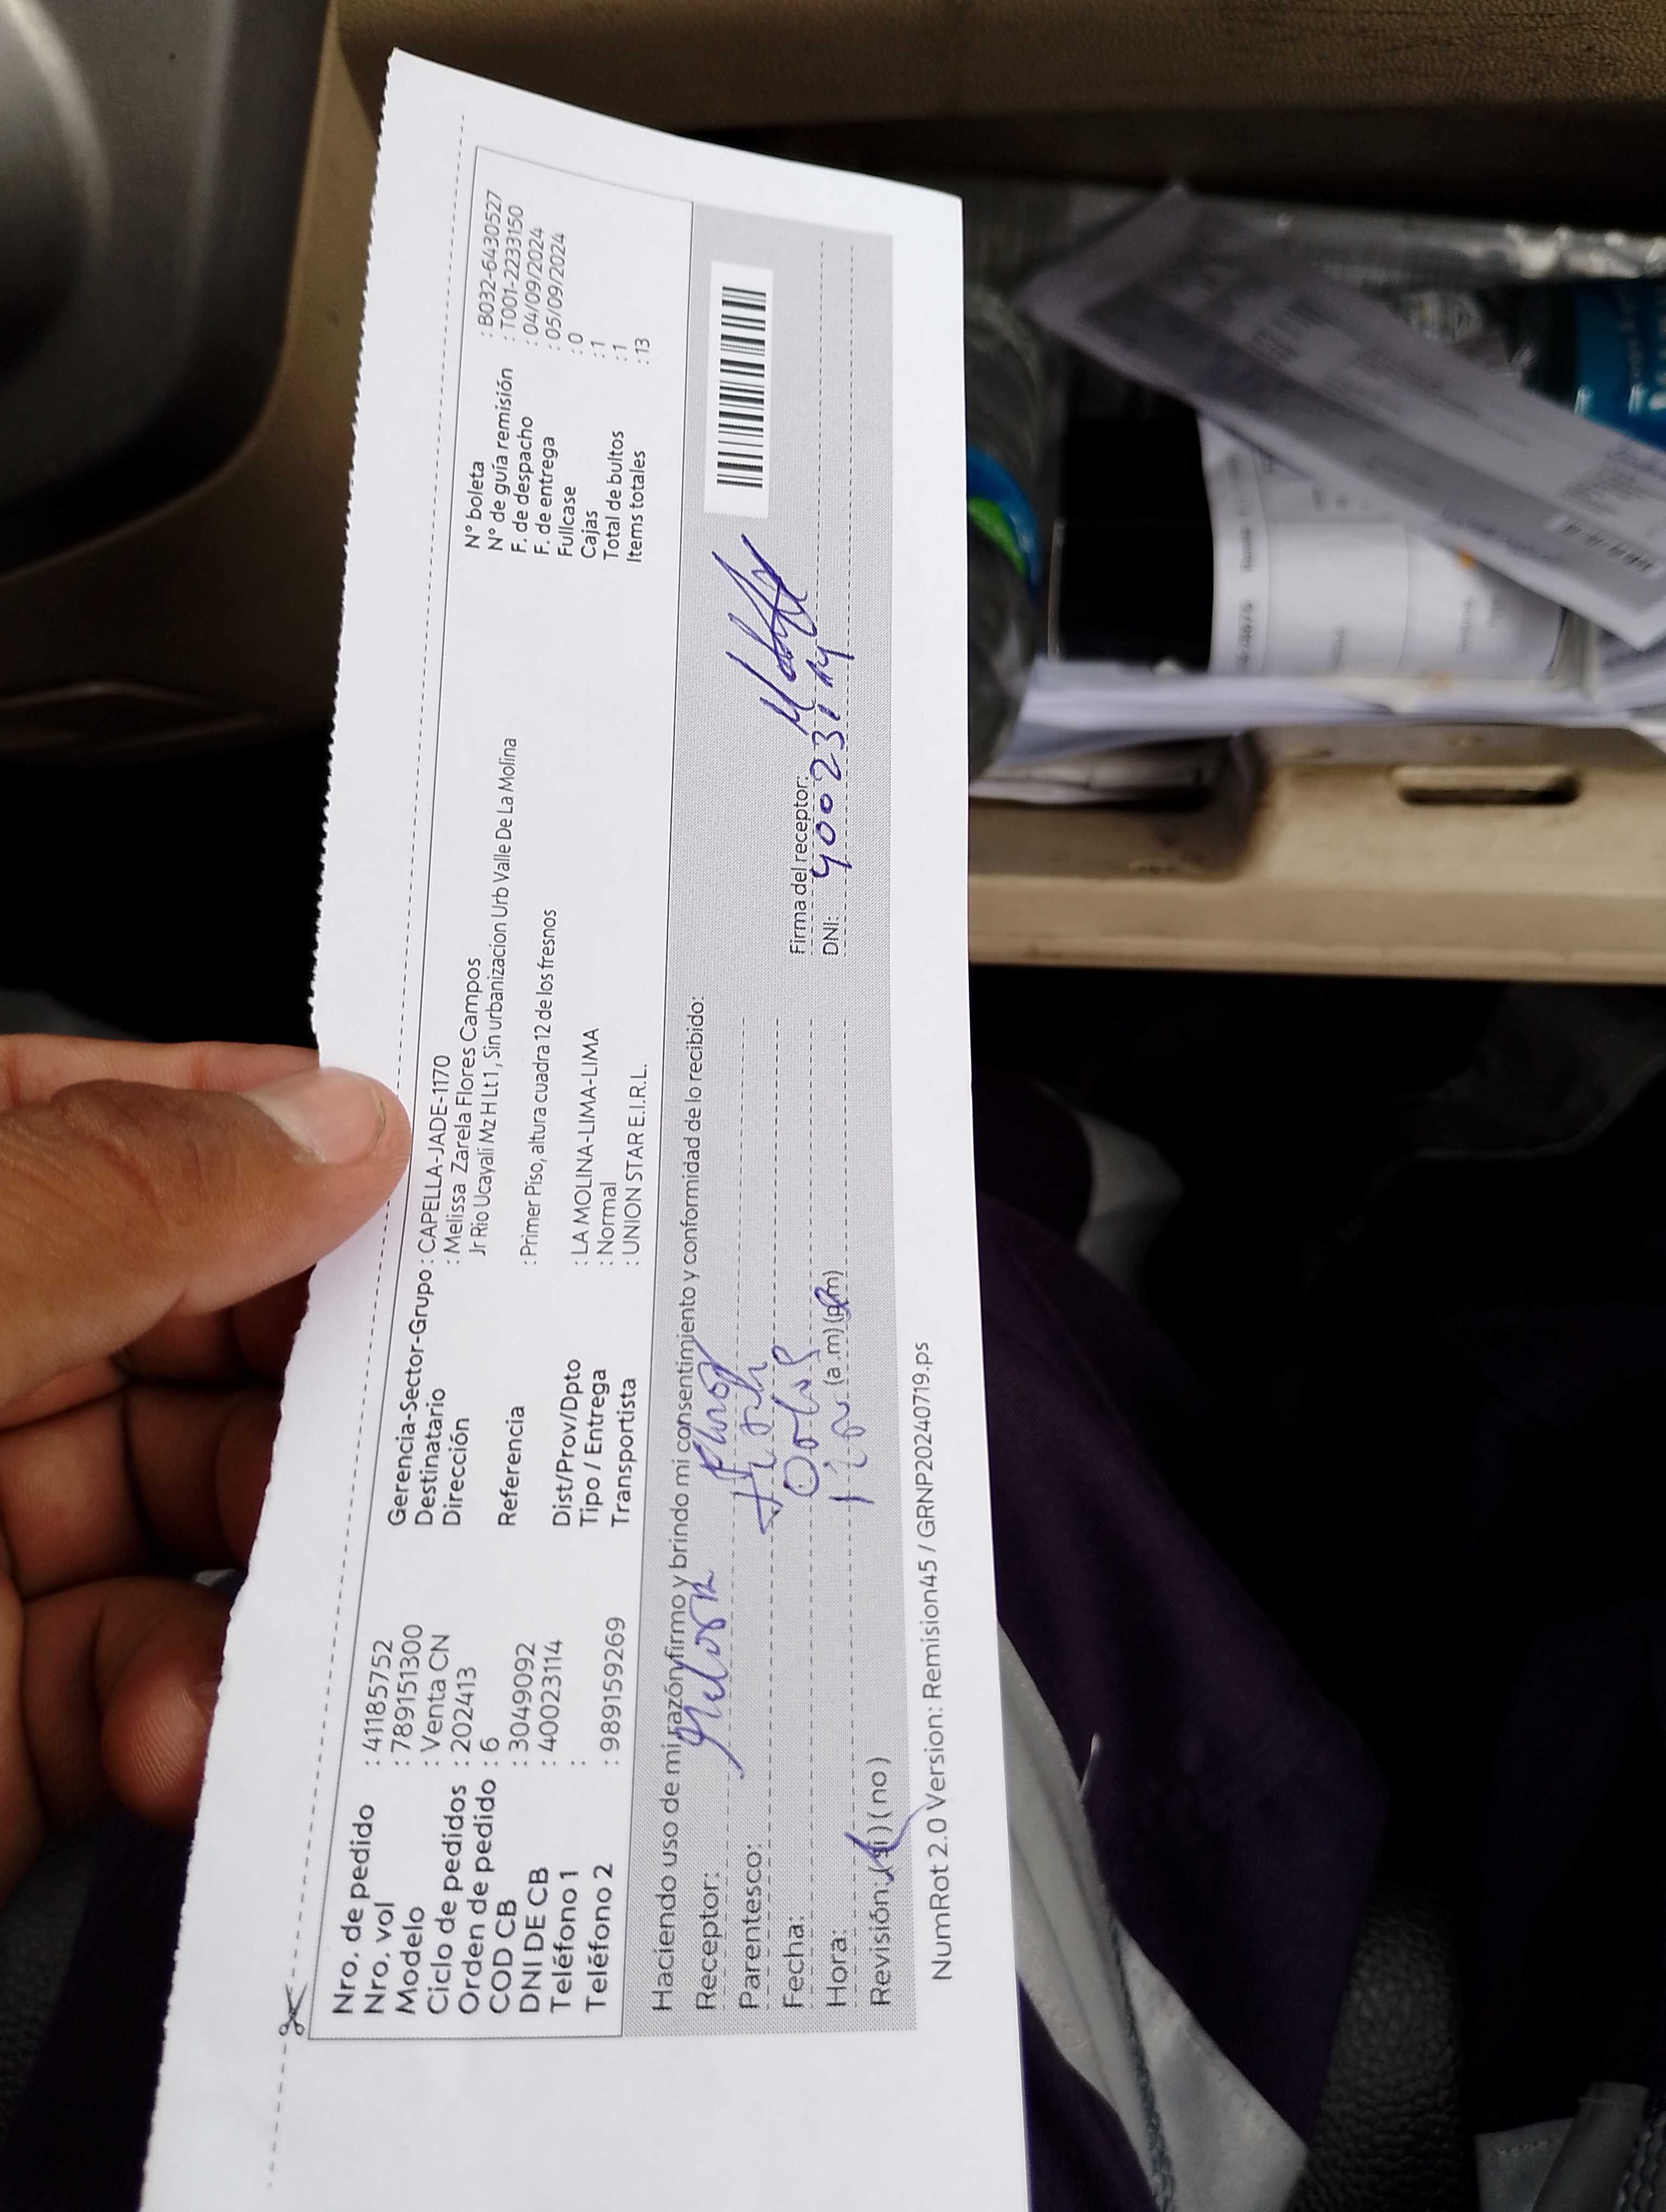 Nro. de pedido : 41185752
Nro. vol : 789151300
Modelo : Venta CN
Ciclo de pedidos : 202413
Orden de pedido : 6
COD CB : 3049092
DNI DE CB : 40023114
Teléfono 1 :
Teléfono 2 : 989159269
Gerencia-Sector-Grupo : CAPELLA-JADE-1170
Destinatario : Melissa Zarela Flores Campos
Dirección Jr Rio Ucayali Mz H Lt 1, Sin urbanizacion Urb Valle De La Molina
Referencia : Primer Piso, altura cuadra 12 de los fresnos
Dist/Prov/Dpto : LA MOLINA-LIMA-LIMA
Tipo / Entrega : Normal
Transportista : UNION STAR E.I.R.L.
N° boleta : B032-6430527
N° de guía remisión : T001-2233150
F. de despacho : 04/09/2024
F. de entrega : 05/09/2024
Fullcase : 0
Cajas : 1
Total de bultos : 1
Items totales : 13
Haciendo uso de mi razón firmo y brindo mi consentimiento y conformidad de lo recibido:
Receptor: Flores
Parentesco:
Fecha:
Hora: (a.m) (p.m)
Revisión: (si) (no)
Firma del receptor:
DNI: 40023114
NumRot 2.0 Version: Remision45 / GRNP20240719.ps